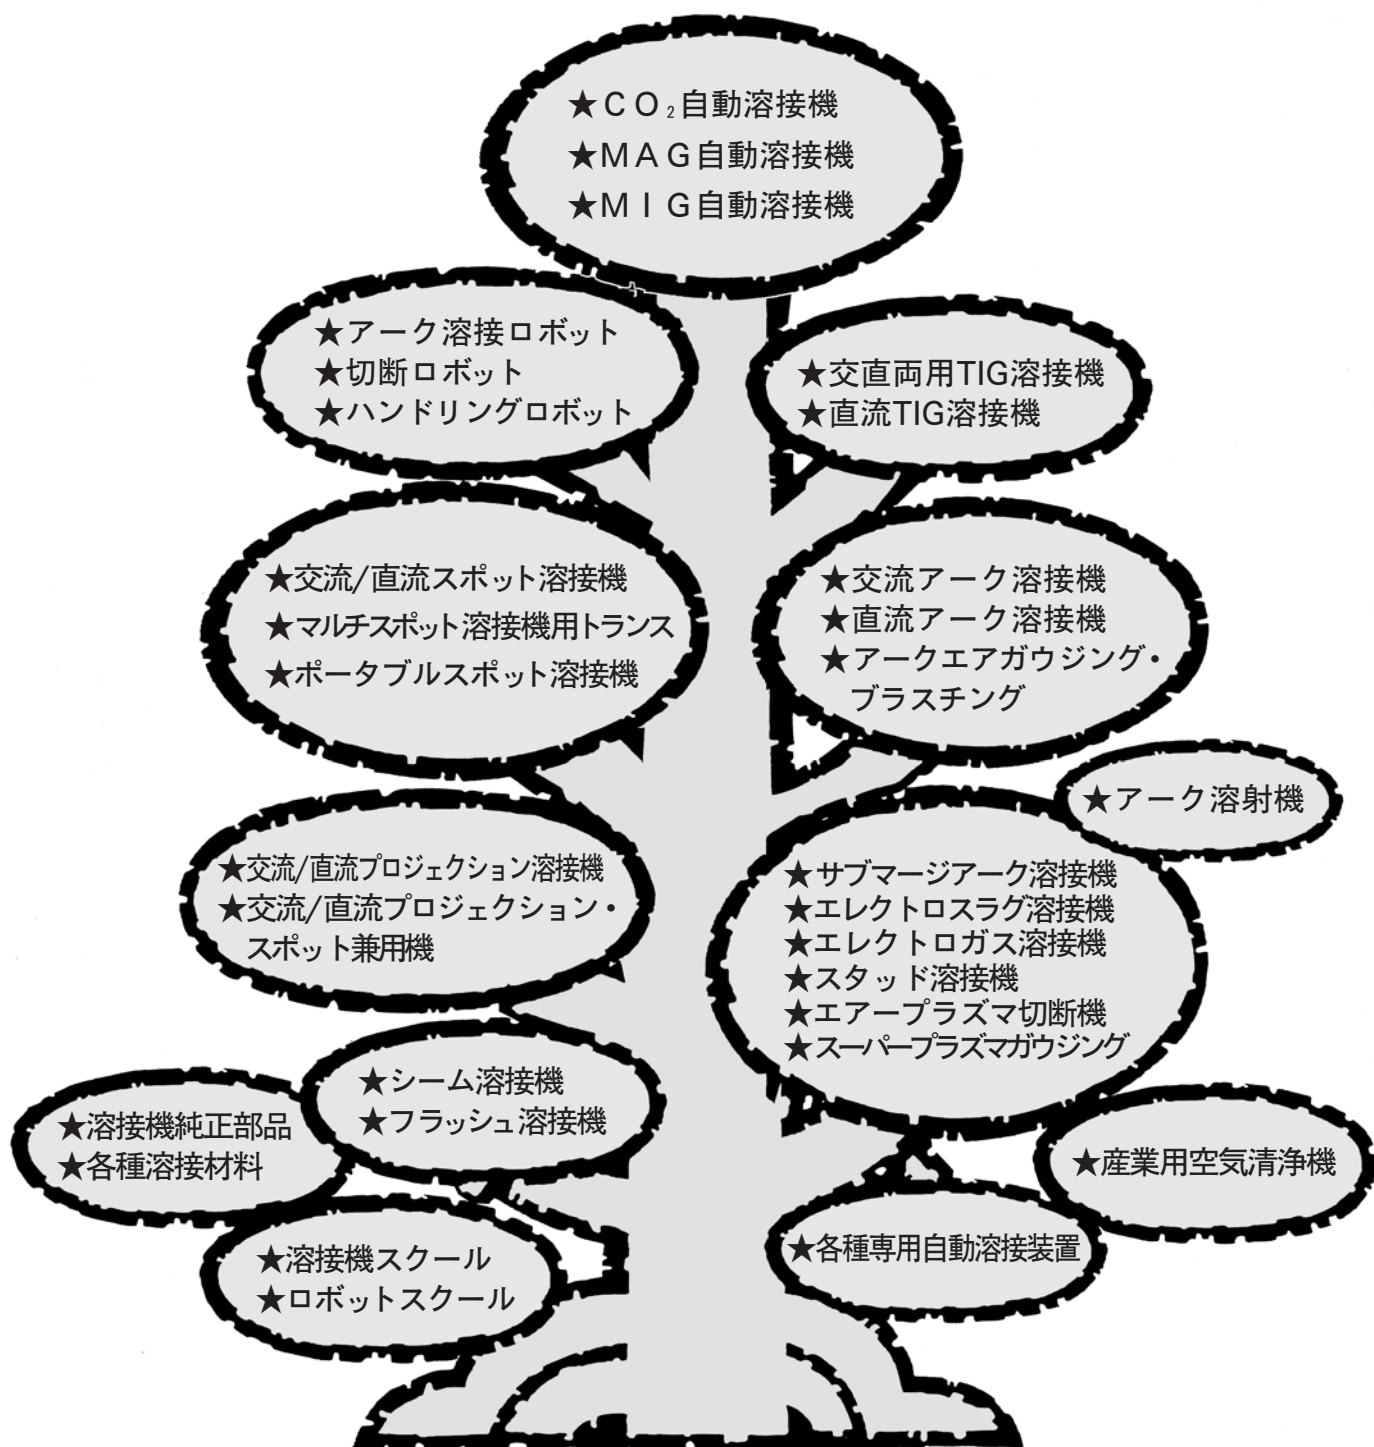 ★CO₂自動溶接機
★MAG自動溶接機
★MIG自動溶接機
★アーク溶接ロボット
★切断ロボット
★ハンドリングロボット
★交直両用TIG溶接機
★直流TIG溶接機
★交流/直流スポット溶接機
★マルチスポット溶接機用トランス
★ポータブルスポット溶接機
★交流アーク溶接機
★直流アーク溶接機
★アークエアガウジング・
ブラスチング
★アーク溶射機
★交流/直流プロジェクション溶接機
★交流/直流プロジェクション・
スポット兼用機
★サブマージアーク溶接機
★エレクトロスラグ溶接機
★エレクトロガス溶接機
★スタッド溶接機
★エアープラズマ切断機
★スーパープラズマガウジング
★シーム溶接機
★フラッシュ溶接機
★溶接機純正部品
★各種溶接材料
★産業用空気清浄機
★溶接機スクール
★ロボットスクール
★各種専用自動溶接装置